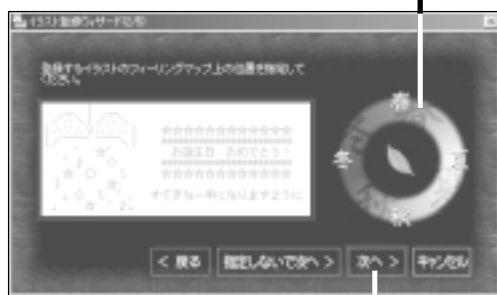 イラスト登録ウィザード(2/5)
登録するイラストのフィーリングマップ上の位置を指定して
ください。
春
夏
秋
冬
☆☆☆☆☆☆☆☆☆☆☆☆
お誕生日 おめでとう
☆☆☆☆☆☆☆☆☆☆☆☆
すてきな一年になりますように
< 戻る
指定しないで次へ >
次へ >
キャンセル